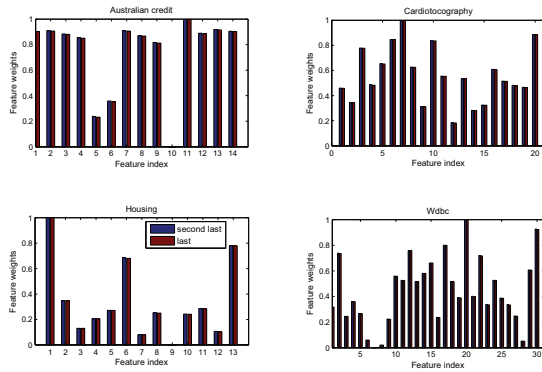 Australian credit
Feature weights
1
0.8
0.6
0.4
0.2
0
1 2 3 4 5 6 7 8 9 10 11 12 13 14
Feature index
Cardiotocography
Feature weights
1
0.8
0.6
0.4
0.2
0
0 5 10 15 20
Feature index
Housing
second last
last
Feature weights
1
0.8
0.6
0.4
0.2
0
1 2 3 4 5 6 7 8 9 10 11 12 13
Feature index
Wdbc
Feature weights
1
0.8
0.6
0.4
0.2
0
5 10 15 20 25 30
Feature index